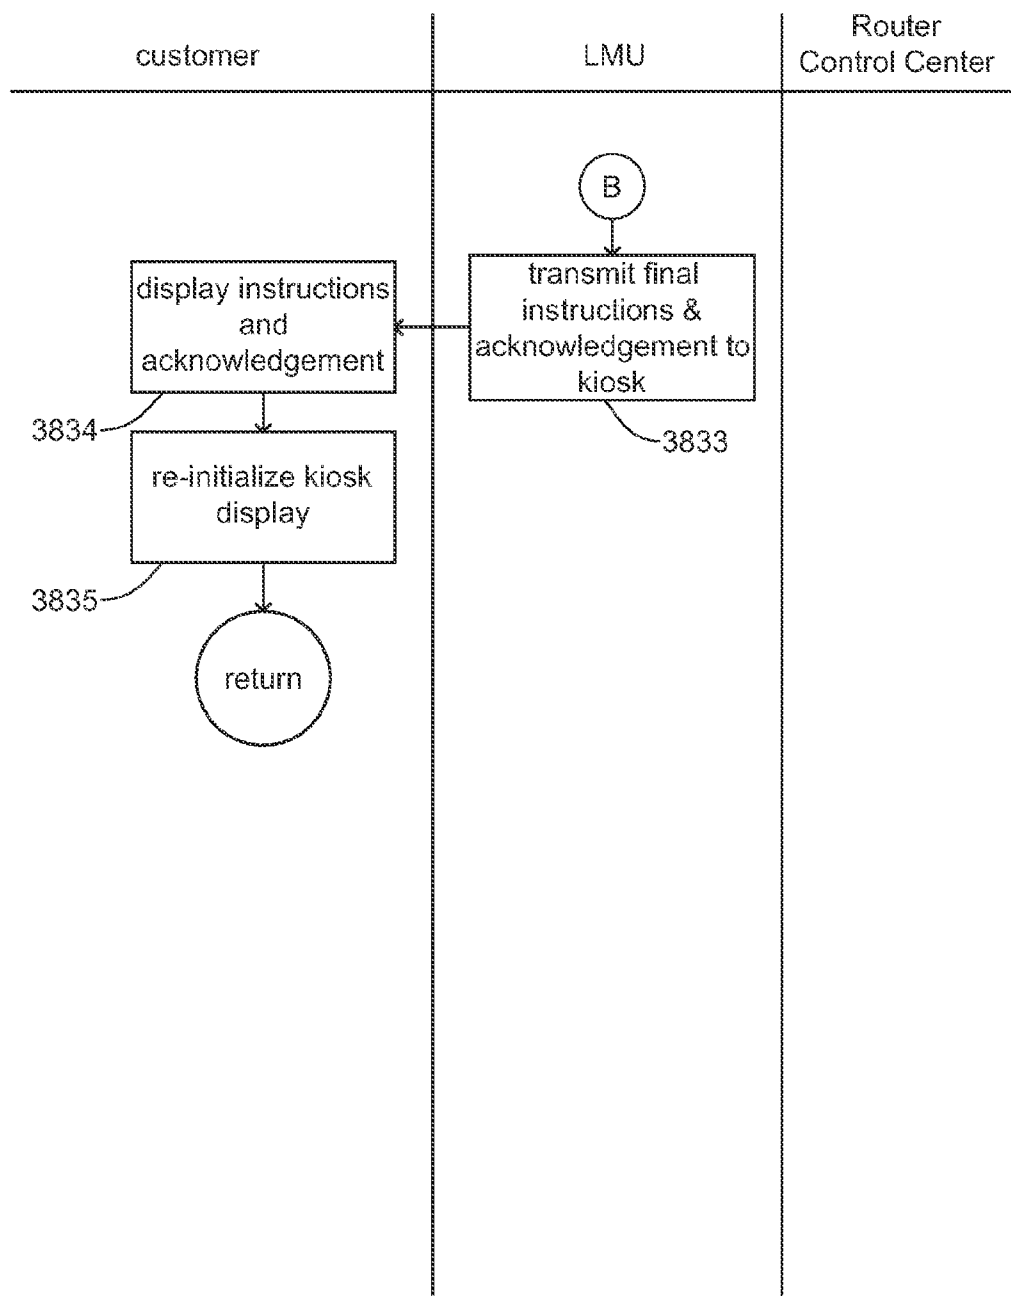 customer
LMU
Router
Control Center
B
transmit final
instructions &
acknowledgement to
kiosk
3833
display instructions
and
acknowledgement
3834
re-initialize kiosk
display
3835
return